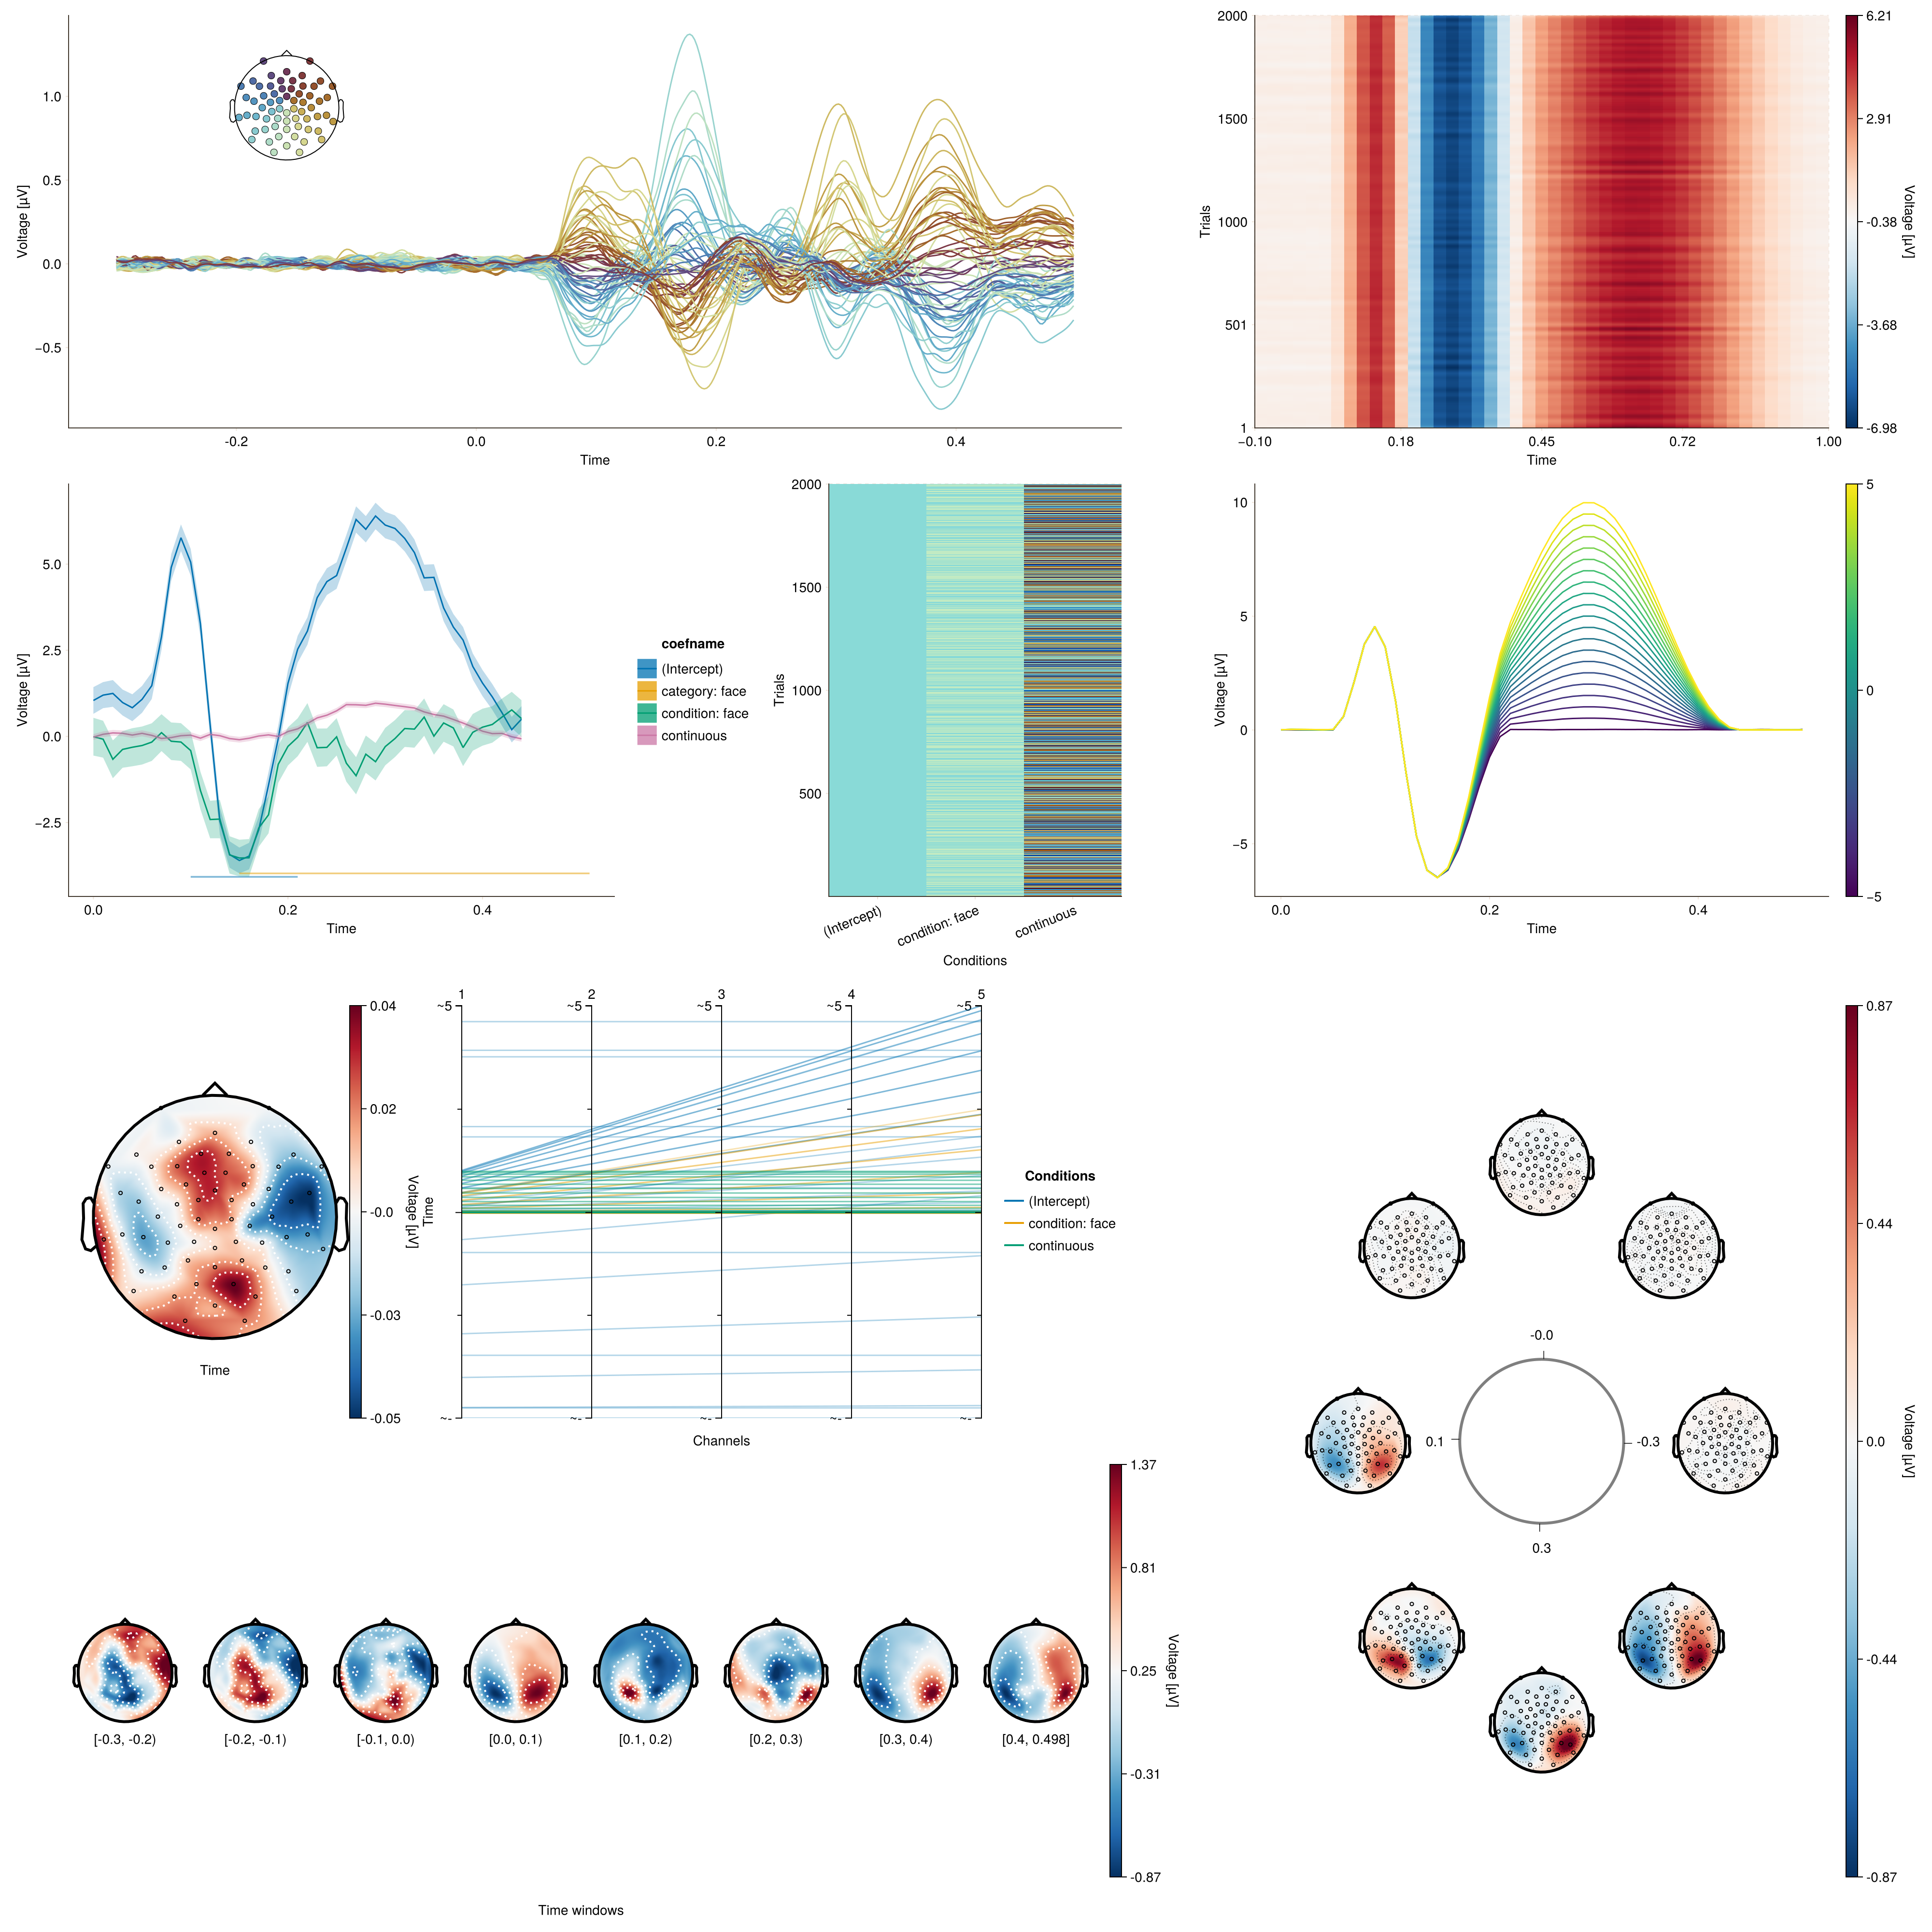 Voltage [µV]
1.0
0.5
0.0
−0.5
-0.2
0.0
0.2
0.4
Time
Trials
2000
1500
1000
501
1
−0.10
0.18
0.45
0.72
1.00
Time
6.21
2.91
-0.38
-3.68
-6.98
Voltage [µV]
Voltage [µV]
5.0
2.5
0.0
−2.5
0.0
0.2
0.4
Time
coefname
(Intercept)
category: face
condition: face
continuous
Trials
2000
1500
1000
500
(Intercept)
condition: face
continuous
Conditions
Voltage [µV]
10
5
0
−5
0.0
0.2
0.4
Time
5
0
−5
Time
0.04
0.02
-0.0
-0.03
-0.05
Voltage [µV]
Time
1
2
3
4
5
~5
~5
~5
~5
~5
~-
~-
~-
~-
~-
Channels
Conditions
(Intercept)
condition: face
continuous
-0.0
0.1
-0.3
0.3
0.87
0.44
0.0
-0.44
-0.87
Voltage [µV]
[-0.3, -0.2)
[-0.2, -0.1)
[-0.1, 0.0)
[0.0, 0.1)
[0.1, 0.2)
[0.2, 0.3)
[0.3, 0.4)
[0.4, 0.498]
Time windows
1.37
0.81
0.25
-0.31
-0.87
Voltage [µV]